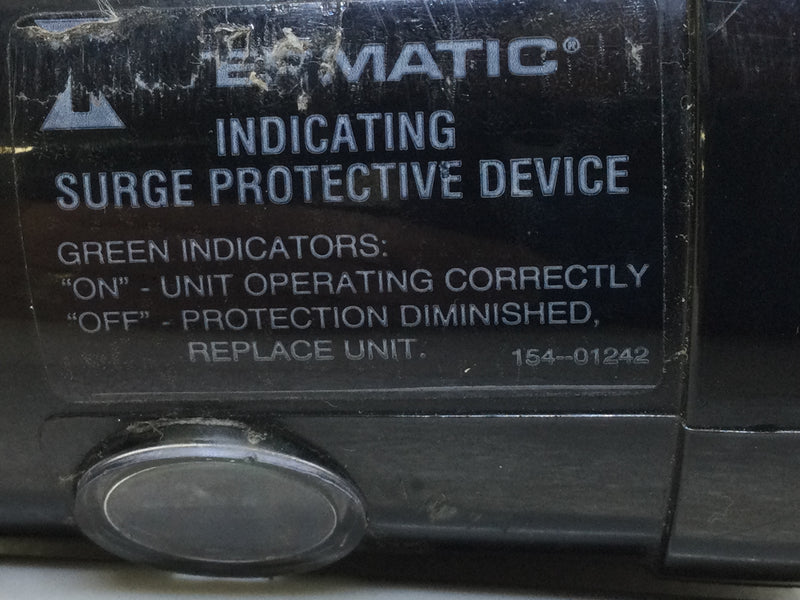 INDICATING
SURGE PROTECTIVE DEVICE
GREEN INDICATORS:
"ON" - UNIT OPERATING CORRECTLY
"OFF" - PROTECTION DIMINISHED,
REPLACE UNIT.
154--01242